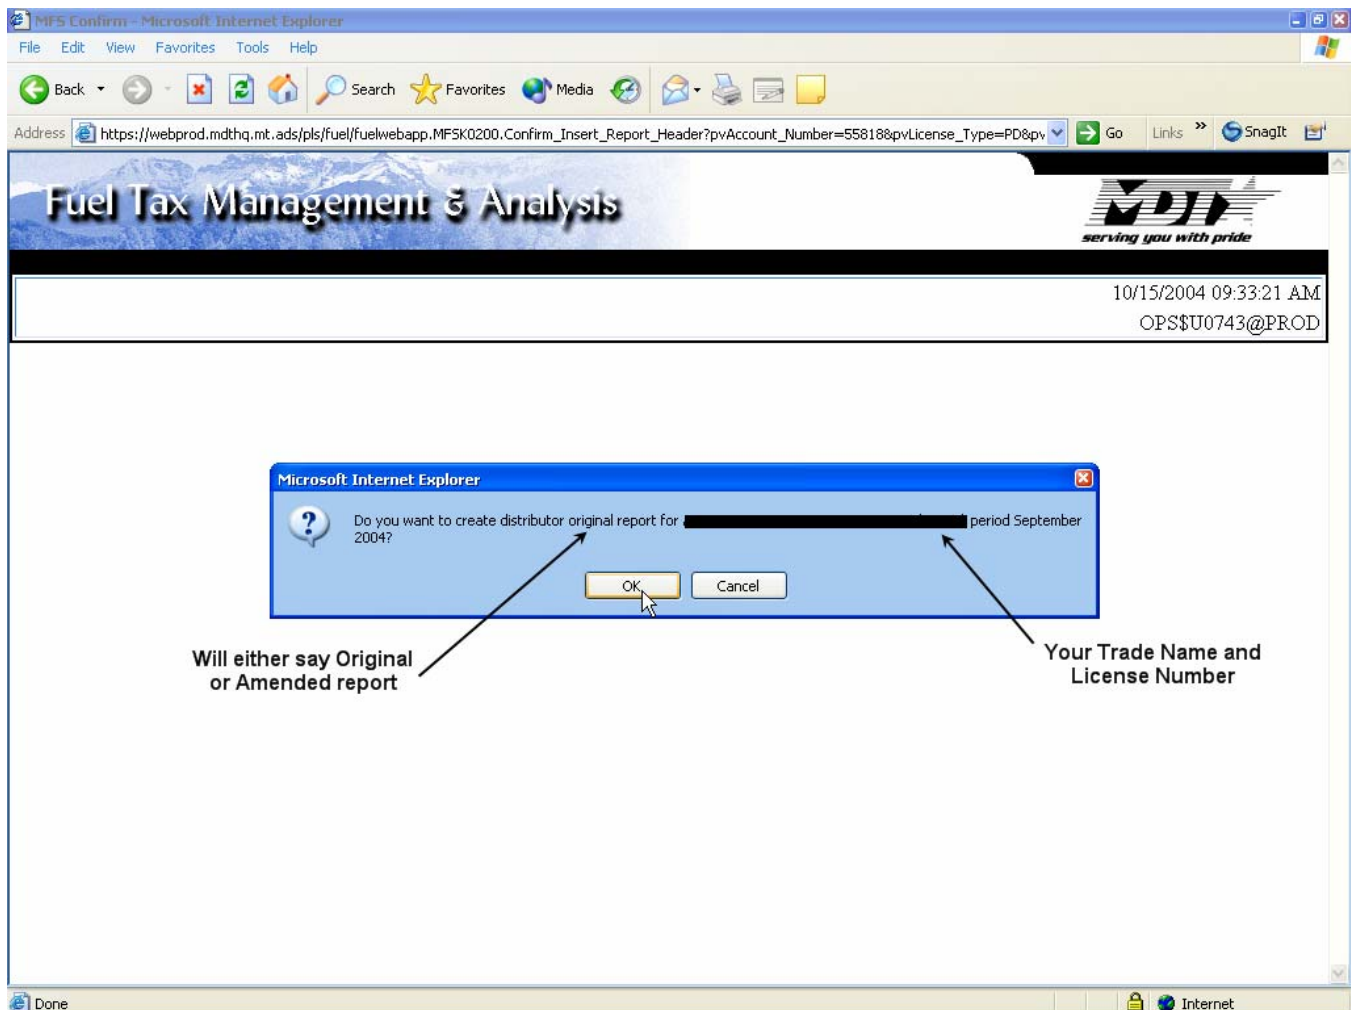 MFS Confirm - Microsoft Internet Explorer
File Edit View Favorites Tools Help
Back Search Favorites Media
Address https://webprod.mdthq.mt.ads/pls/fuel/fuelwebapp.MFSK0200.Confirm_Insert_Report_Header?pvAccount_Number=55818&pvLicense_Type=PD&pv Go Links » SnagIt
Fuel Tax Management & Analysis
MDT
serving you with pride
10/15/2004 09:33:21 AM
OPS$U0743@PROD
Microsoft Internet Explorer
Do you want to create distributor original report for period September
2004?
OK Cancel
Will either say Original
or Amended report
Your Trade Name and
License Number
Done Internet